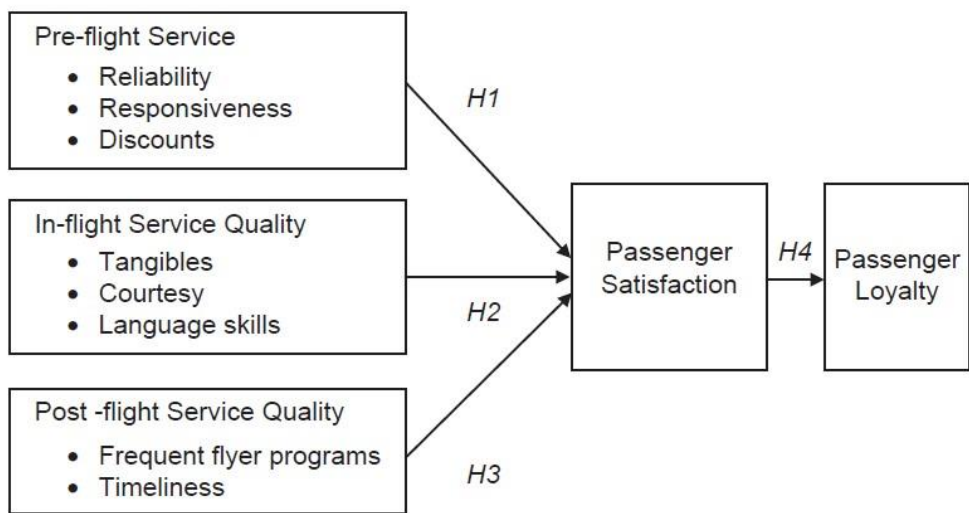 Pre-flight Service
• Reliability
• Responsiveness
• Discounts
H1
In-flight Service Quality
• Tangibles
• Courtesy
• Language skills
H2
Post -flight Service Quality
• Frequent flyer programs
• Timeliness
H3
Passenger
Satisfaction
H4
Passenger
Loyalty